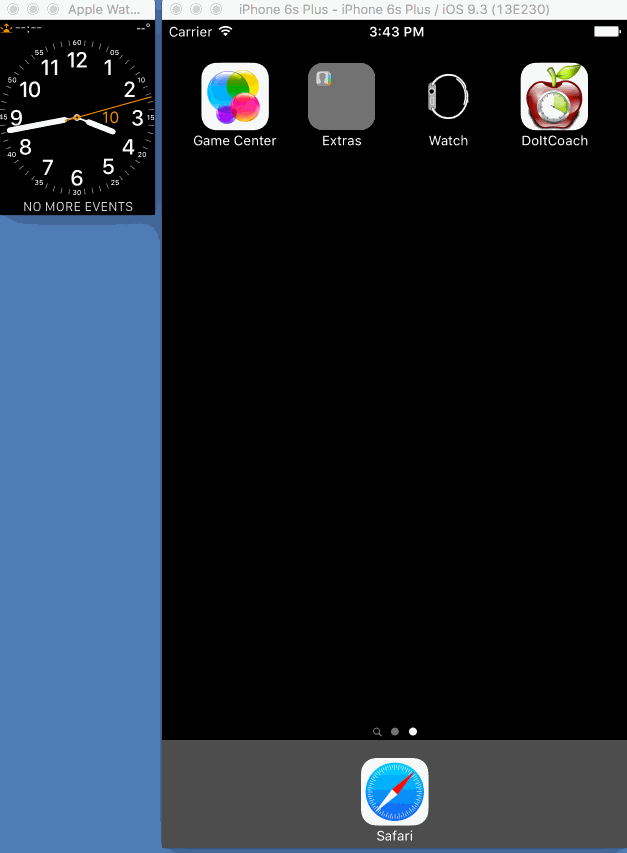 Apple Wat...
--:--
--°
60
55
5
50
10
45
15
40
20
35
25
30
12
11
1
10
2
9
10
3
8
4
7
5
6
NO MORE EVENTS
iPhone 6s Plus - iPhone 6s Plus / iOS 9.3 (13E230)
Carrier
3:43 PM
Game Center
Extras
Watch
DoItCoach
Safari